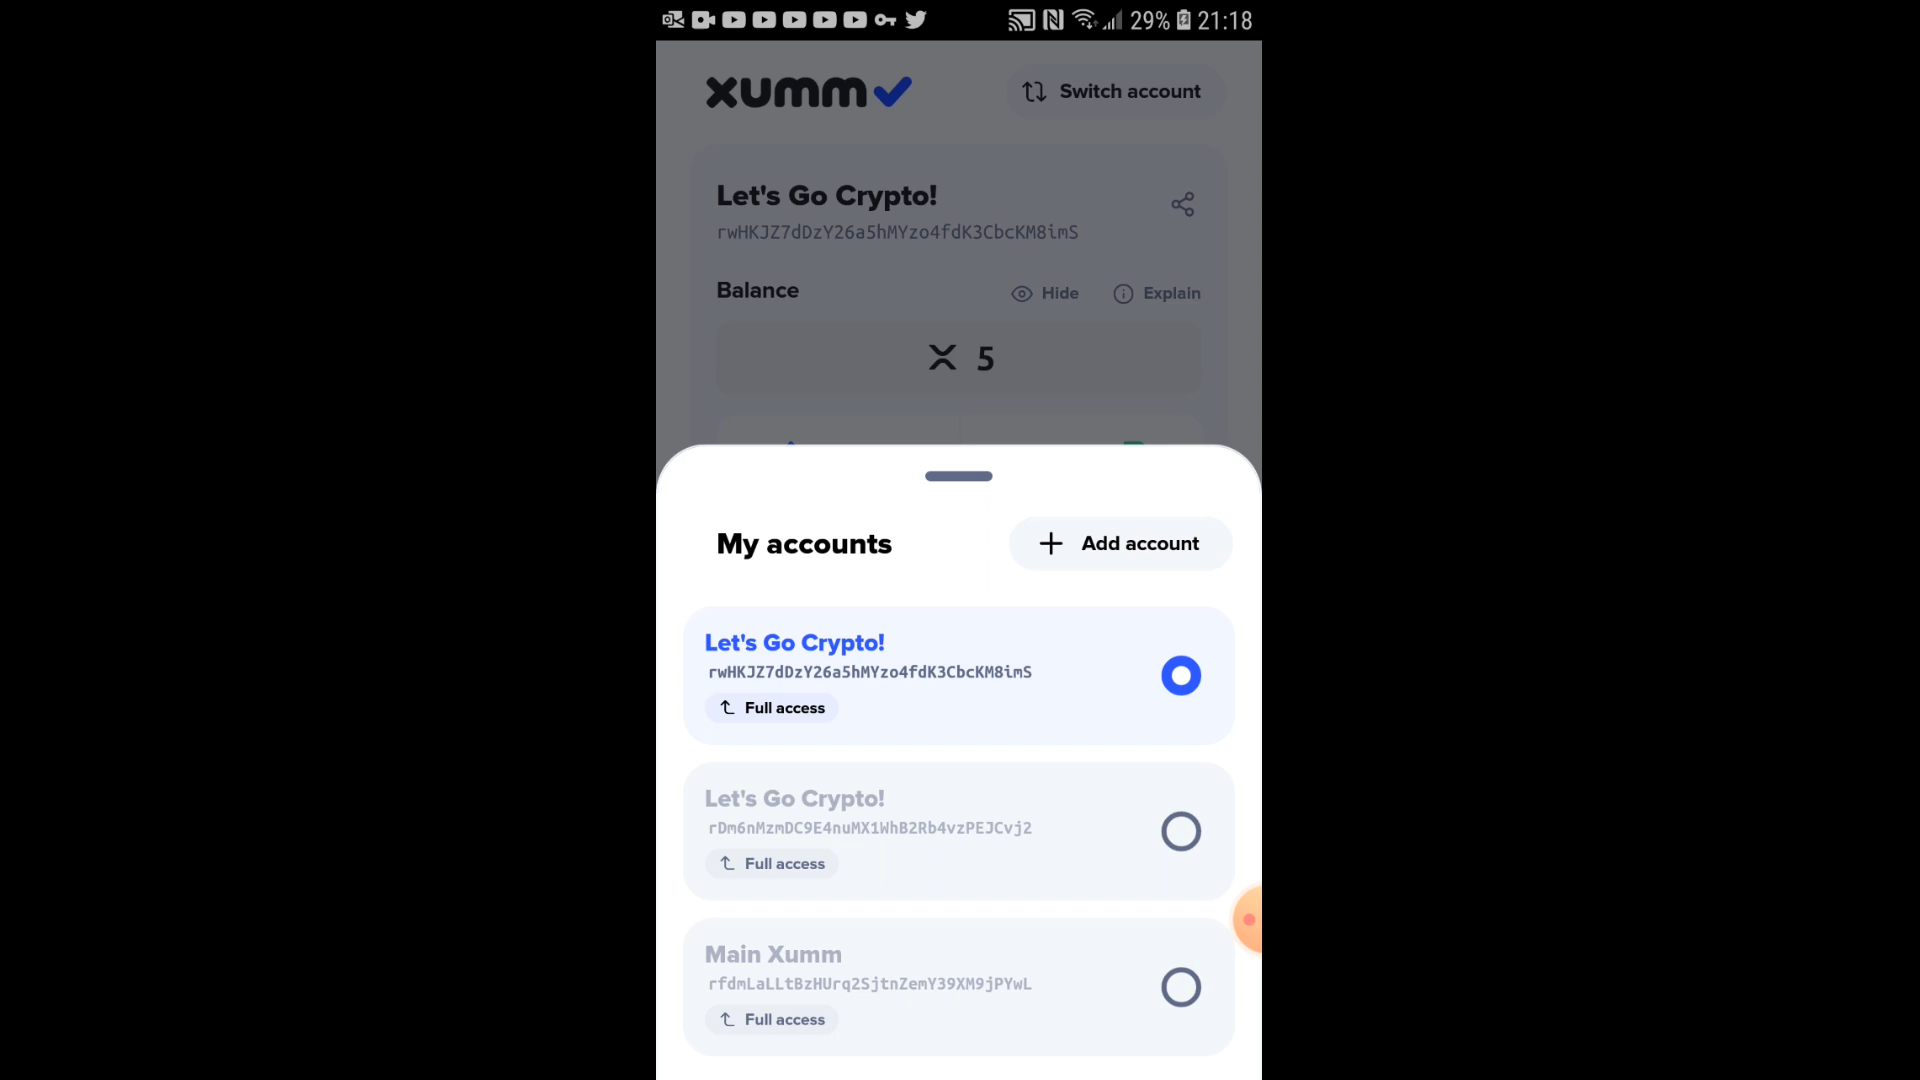 29% 21:18
xumm
Switch account
Let's Go Crypto!
rwHKJZ7dDzY26a5hMYzo4fdK3CbcKM8imS
Balance
Hide
Explain
5
My accounts
Add account
Let's Go Crypto!
rwHKJZ7dDzY26a5hMYzo4fdK3CbcKM8imS
Full access
Let's Go Crypto!
rDm6nMzmDC9E4nuMX1WhB2Rb4vzPEJCvj2
Full access
Main Xumm
rfdmLaLLtBzHUrq2SjtnZemY39XM9jPYwL
Full access